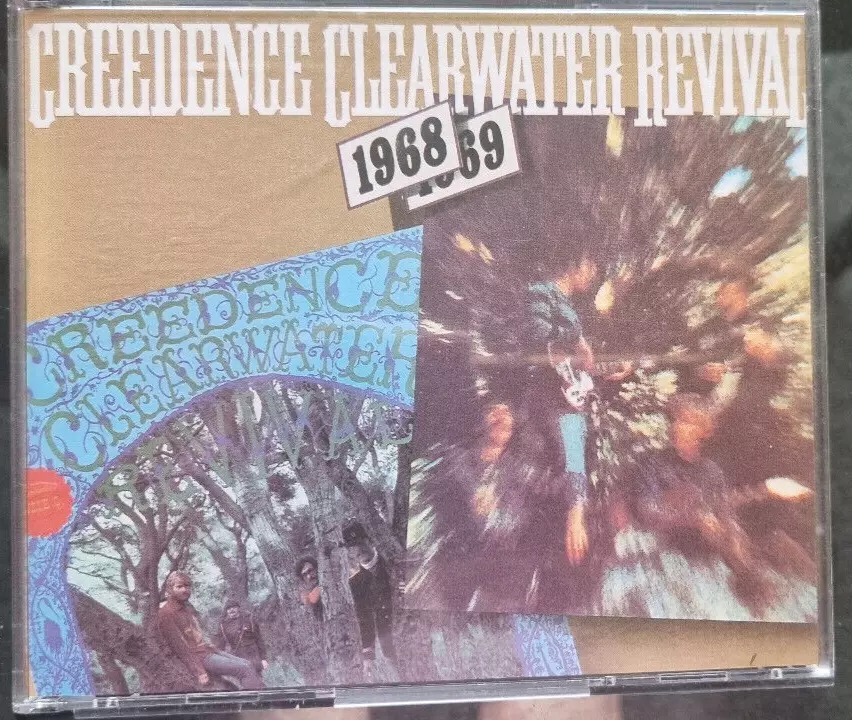 CREEDENCE CLEARWATER REVIVAL
1968
1969
CREEDENCE
CLEARWATER
REVIVAL